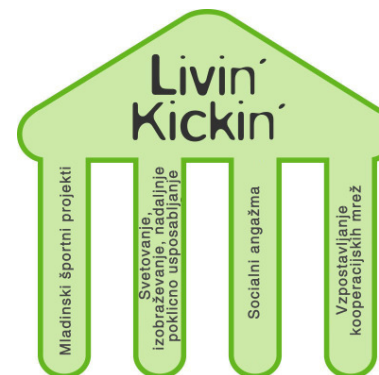 Livin´
Kickin´
Mladinski športni projekti
Svetovanje,
izobraževanje, nadaljnje
poklicno usposabljanje
Socialni angažma
Vzpostavljanje
kooperacijskih mrež